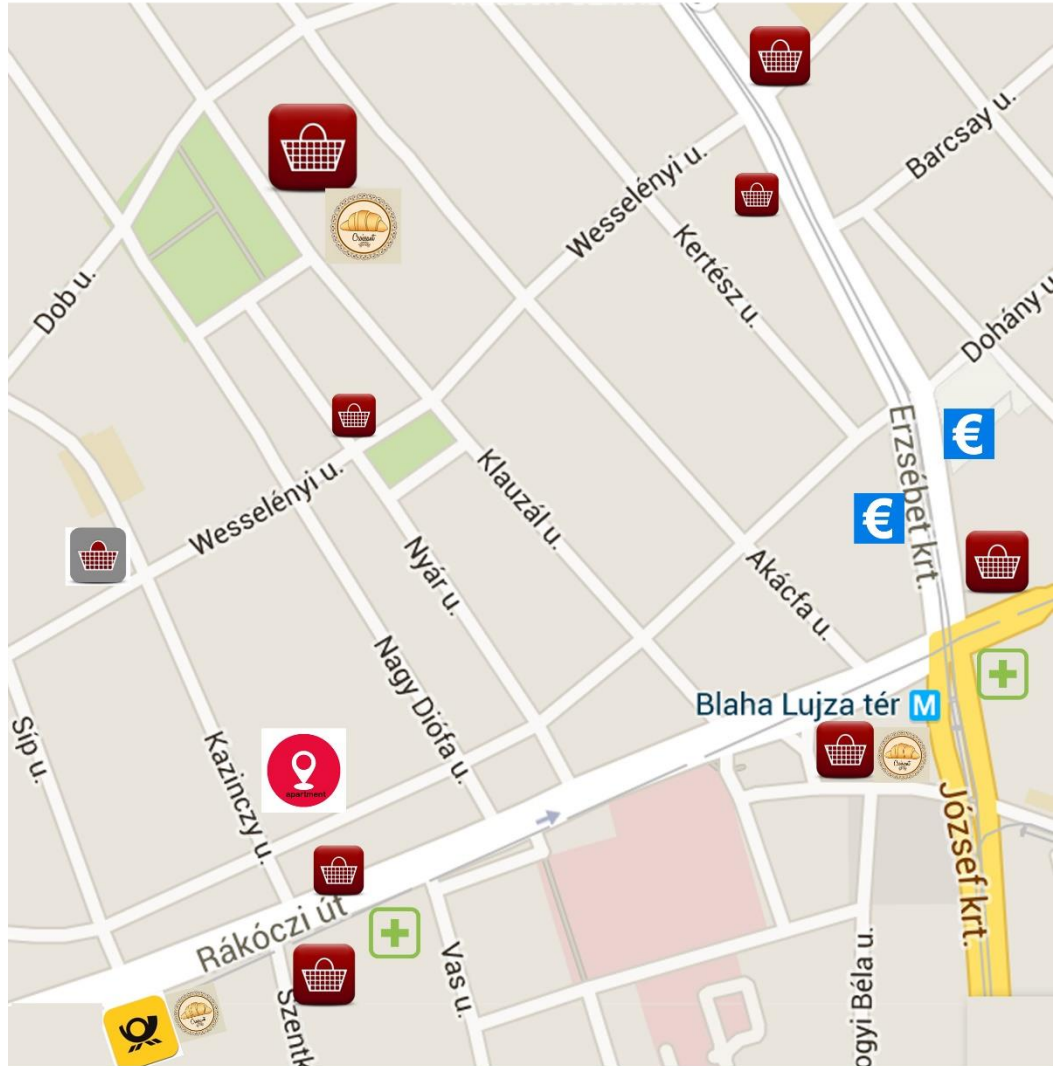 Barcsay u.
Wesselényi u.
Kertész u.
Dob u.
Dohány u.
Erzsébet krt.
€
€
Klauzál u.
Wesselényi u.
Nyár u.
Akácfa u.
Nagy Diófa u.
Blaha Lujza tér M
Síp u.
Kazinczy u.
apartment
József krt.
Rákóczi út
Vas u.
ogyi Béla u.
Szentk